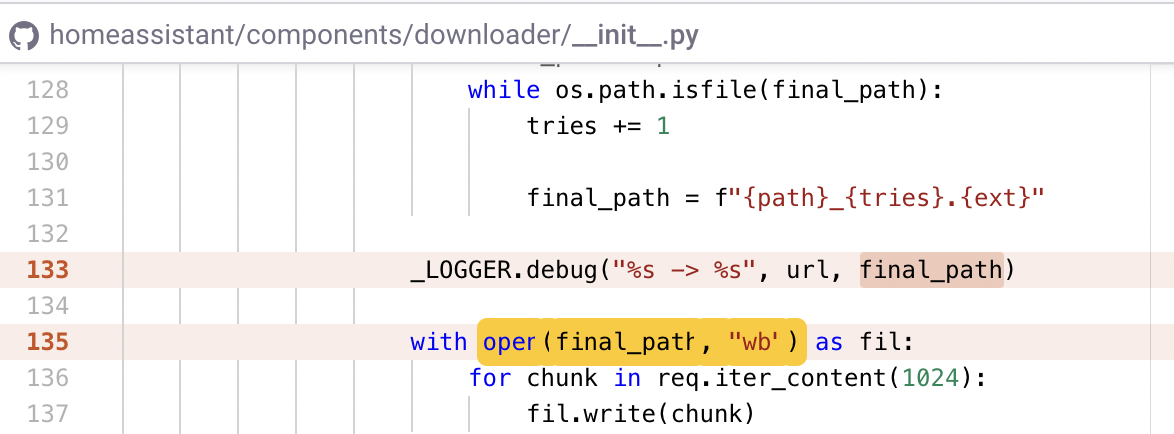 homeassistant/components/downloader/__init__.py
128 while os.path.isfile(final_path):
129 tries += 1
130
131 final_path = f"{path}_{tries}.{ext}"
132
133 _LOGGER.debug("%s -> %s", url, final_path)
134
135 with open(final_path, "wb") as fil:
136 for chunk in req.iter_content(1024):
137 fil.write(chunk)